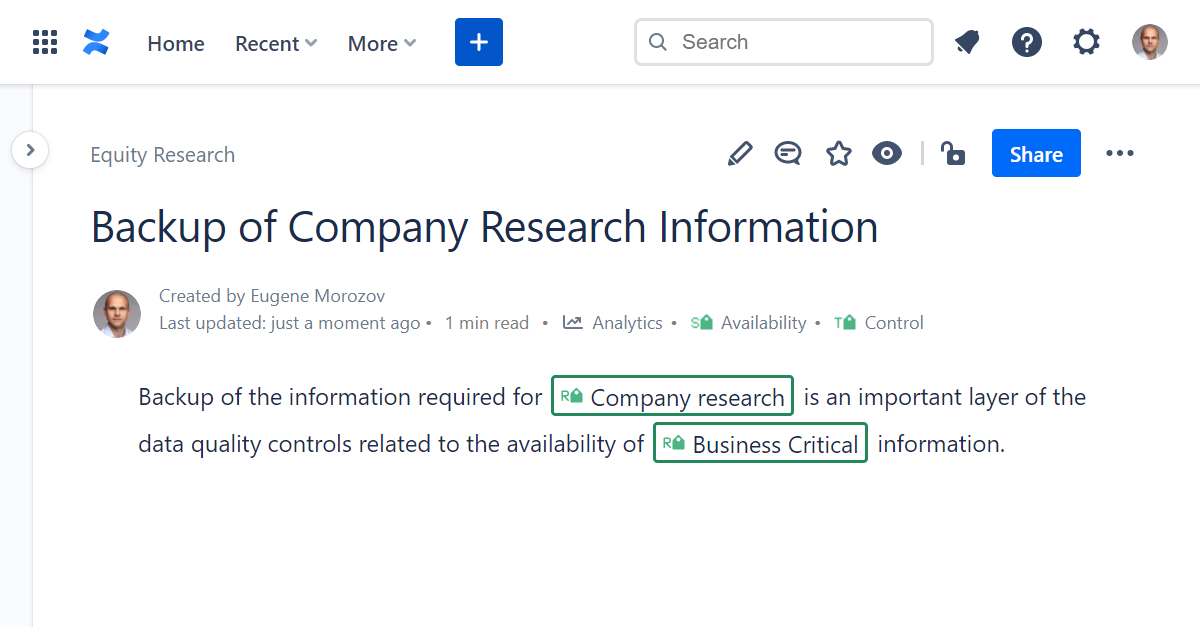 Home Recent More + Search ?
Equity Research Share
Backup of Company Research Information
Created by Eugene Morozov
Last updated: just a moment ago • 1 min read • Analytics • S Availability • T Control
Backup of the information required for R Company research is an important layer of the
data quality controls related to the availability of R Business Critical information.